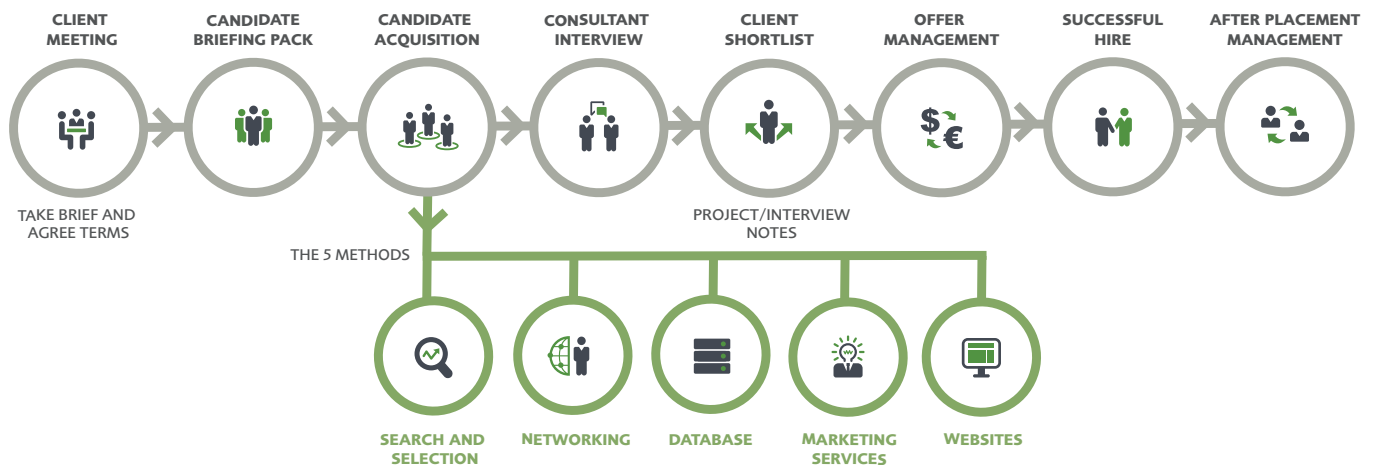 CLIENT
MEETING
CANDIDATE
BRIEFING PACK
CANDIDATE
ACQUISITION
CONSULTANT
INTERVIEW
CLIENT
SHORTLIST
OFFER
MANAGEMENT
SUCCESSFUL
HIRE
AFTER PLACEMENT
MANAGEMENT
$
€
TAKE BRIEF AND
AGREE TERMS
PROJECT/INTERVIEW
NOTES
THE 5 METHODS
SEARCH AND
SELECTION
NETWORKING
DATABASE
MARKETING
SERVICES
WEBSITES